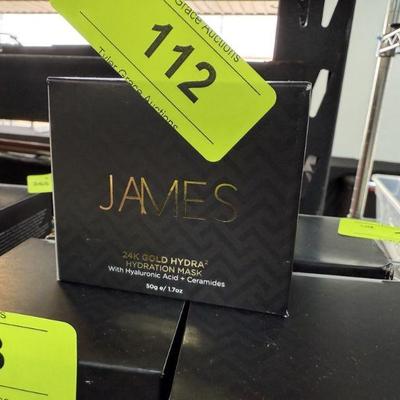 Grace Auctions
112
Tyler Grace Auctions
JAMES
24K GOLD HYDRA²
HYDRATION MASK
With Hyaluronic Acid + Ceramides
50g e/ 1.7oz